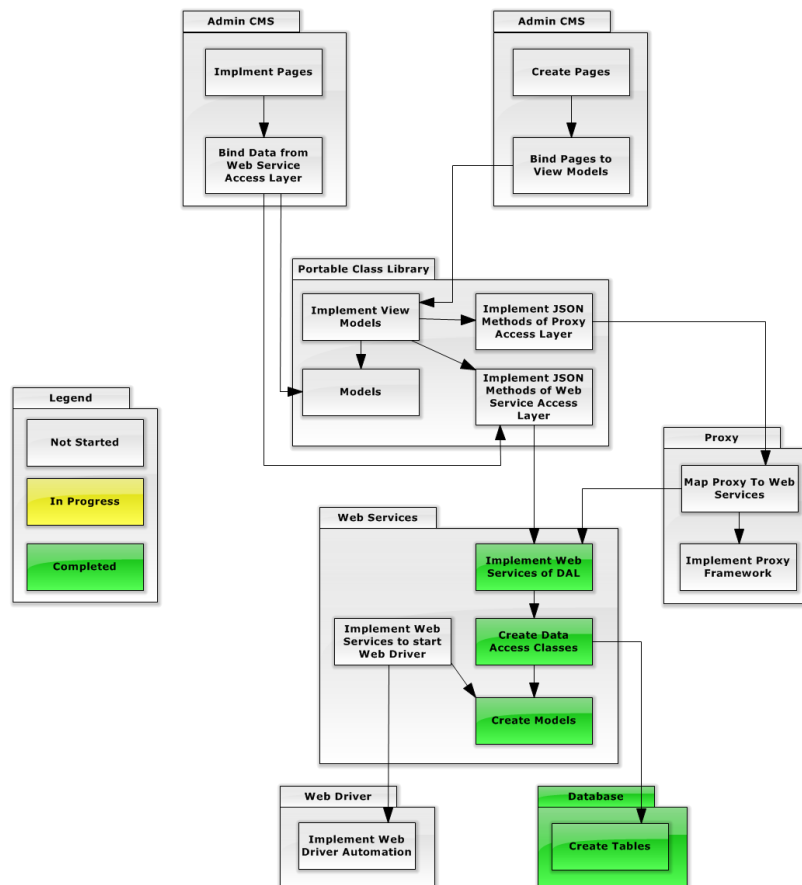 Admin CMS
Implment Pages
Bind Data from
Web Service
Access Layer
Admin CMS
Create Pages
Bind Pages to
View Models
Portable Class Library
Implement View
Models
Implement JSON
Methods of Proxy
Access Layer
Models
Implement JSON
Methods of Web
Service Access
Layer
Legend
Not Started
In Progress
Completed
Proxy
Map Proxy To Web
Services
Implement Proxy
Framework
Web Services
Implement Web
Services of DAL
Implement Web
Services to start
Web Driver
Create Data
Access Classes
Create Models
Web Driver
Implement Web
Driver Automation
Database
Create Tables